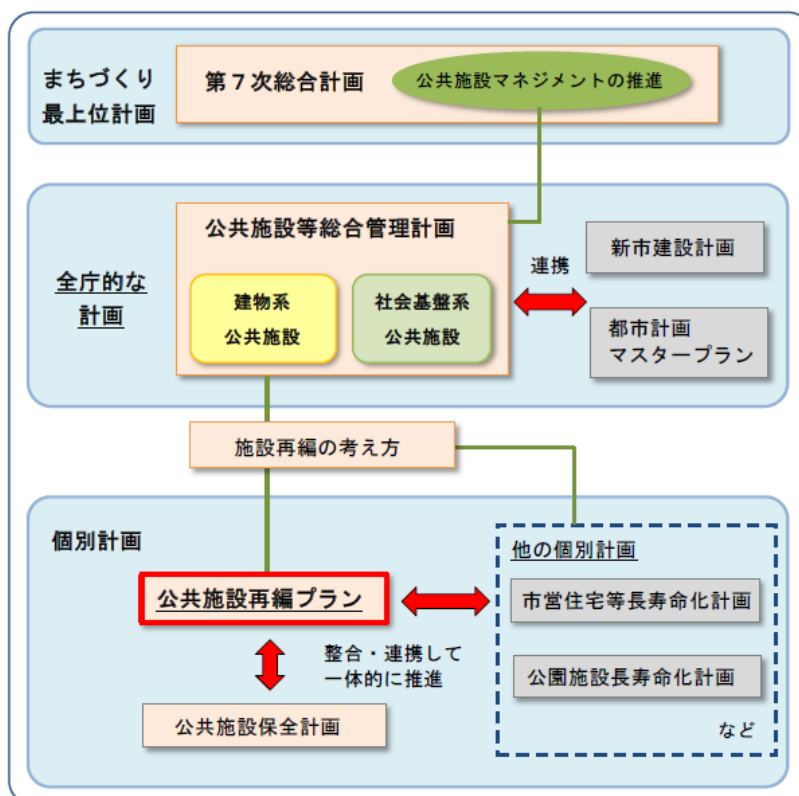 まちづくり
最上位計画
第7次総合計画
公共施設マネジメントの推進
全庁的な
計画
公共施設等総合管理計画
建物系
公共施設
社会基盤系
公共施設
連携
新市建設計画
都市計画
マスタープラン
施設再編の考え方
個別計画
公共施設再編プラン
整合・連携して
一体的に推進
公共施設保全計画
他の個別計画
市営住宅等長寿命化計画
公園施設長寿命化計画
など